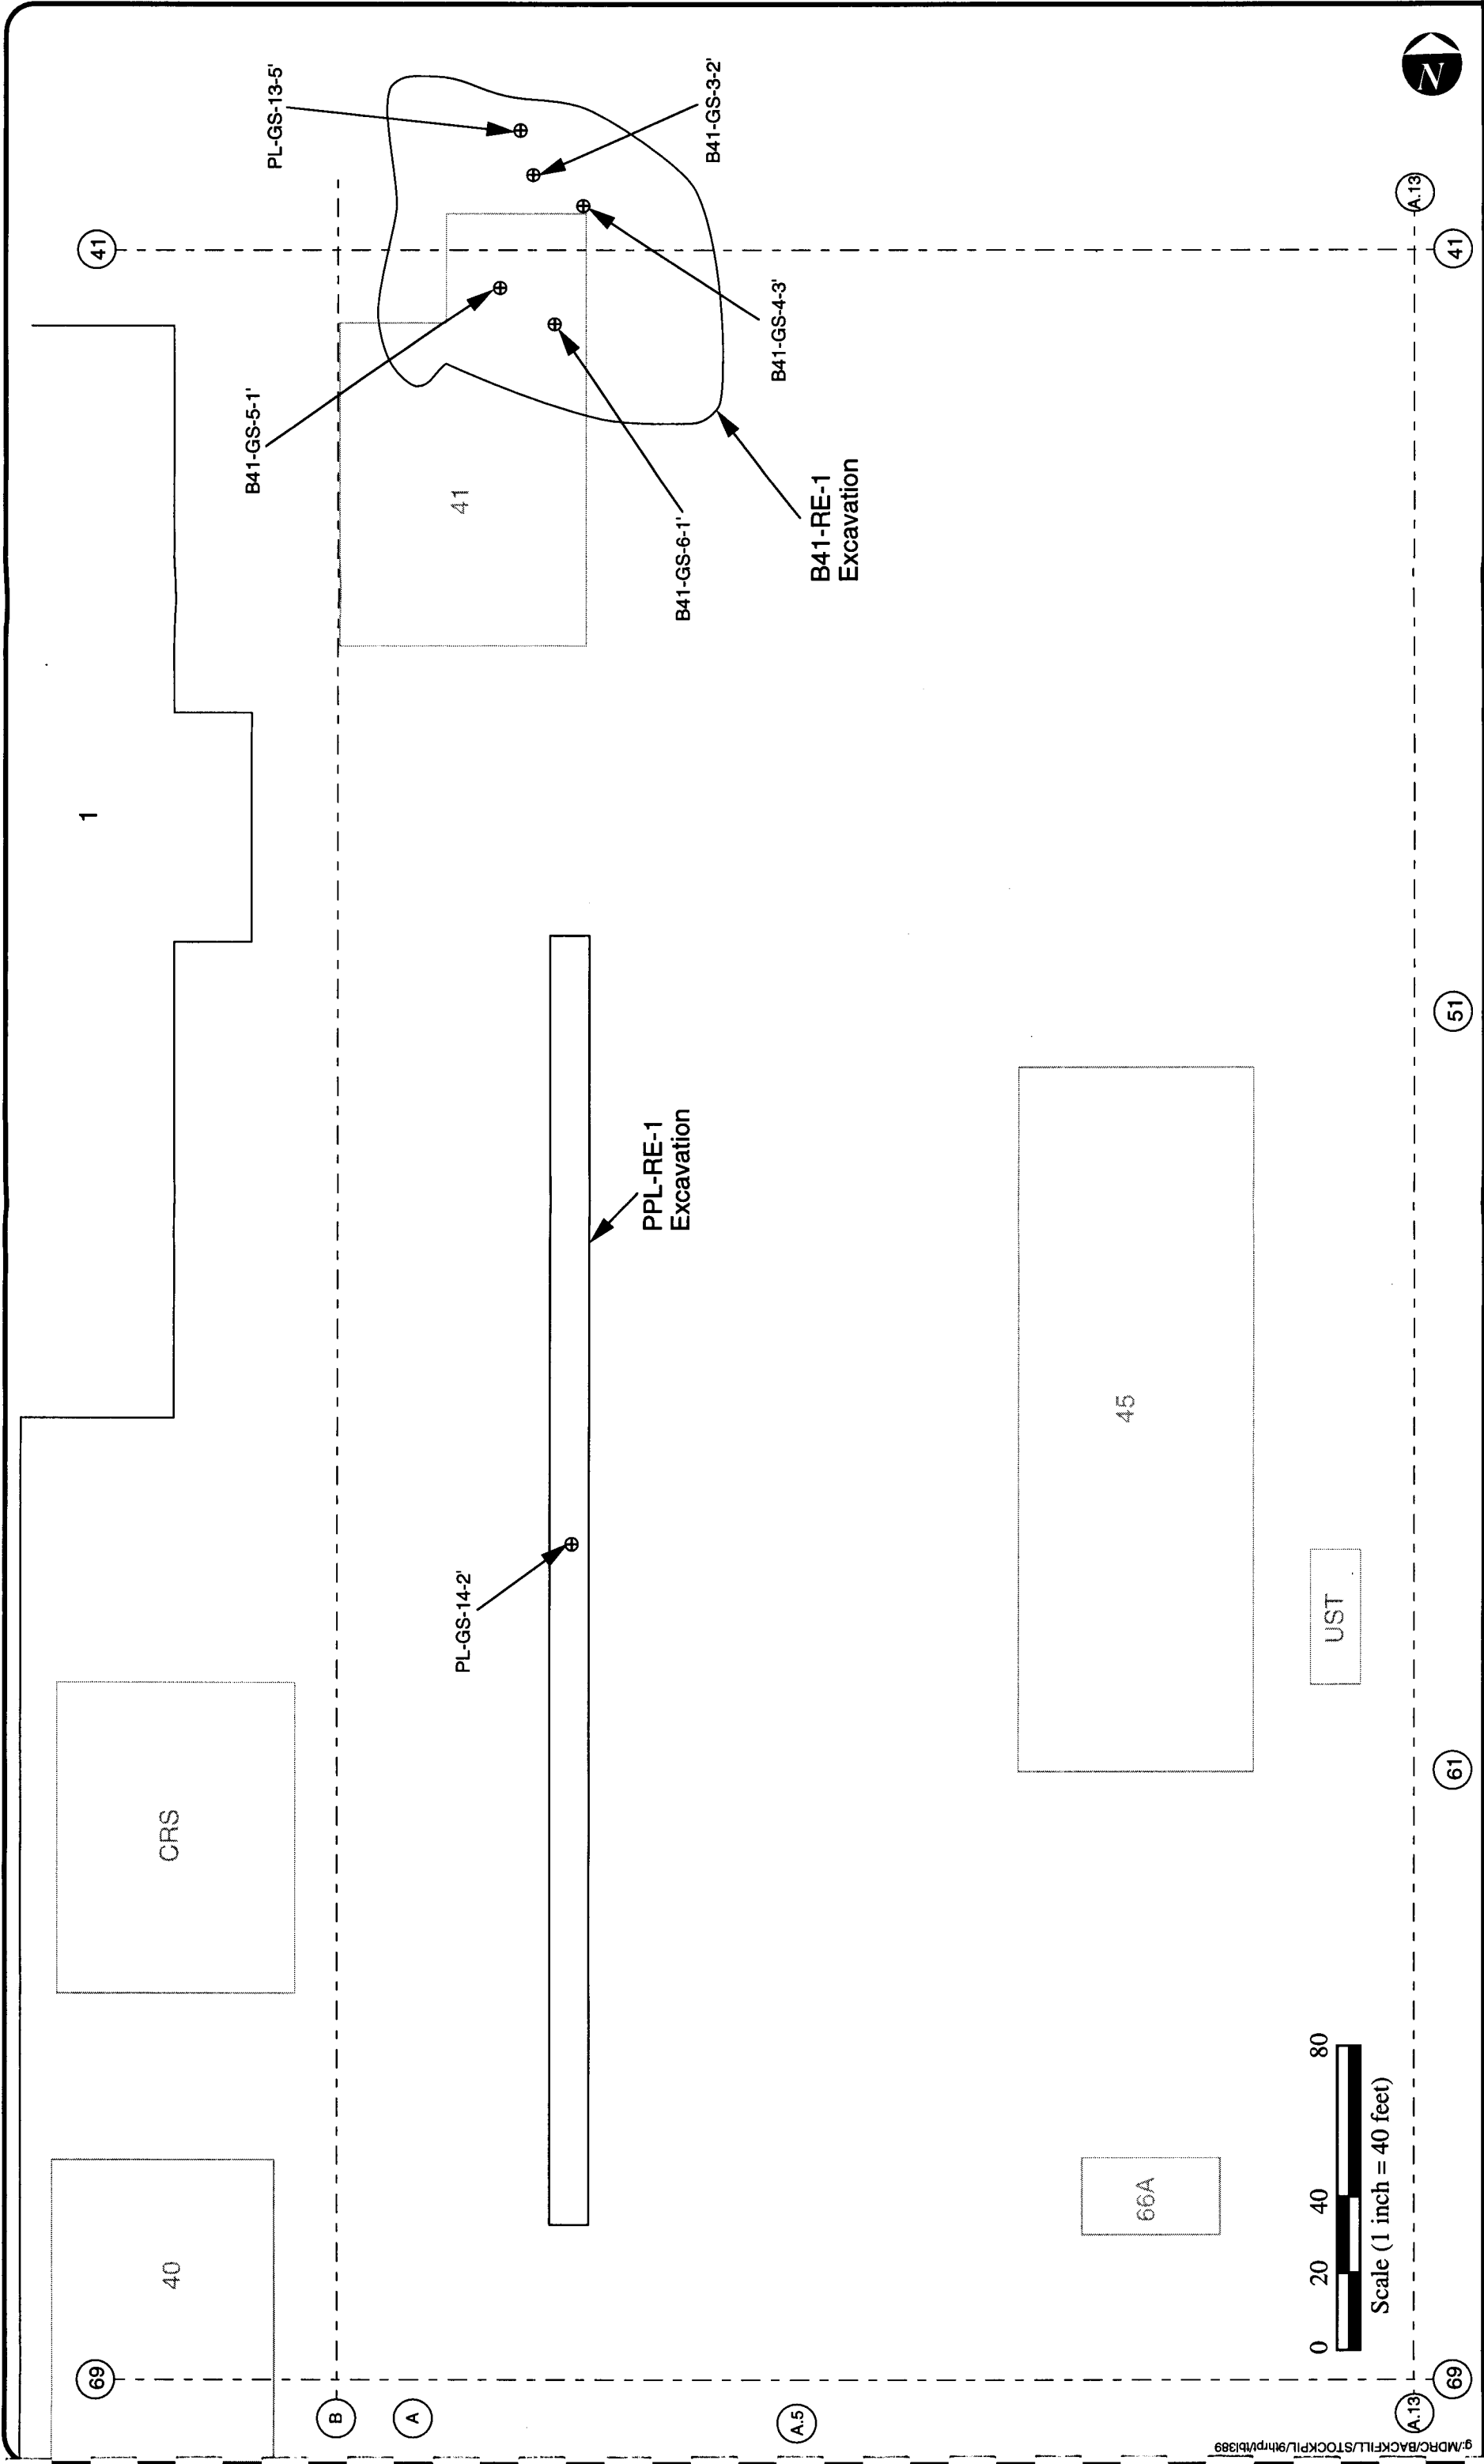 69
40
CRS
1
41
B
A
A.5
A.13
PL-GS-14-2'
B41-GS-5-1'
PL-GS-13-5'
41
B41-GS-6-1'
B41-GS-4-3'
B41-GS-3-2'
PPL-RE-1
Excavation
B41-RE-1
Excavation
66A
45
UST
0 20 40 80
Scale (1 inch = 40 feet)
69
61
51
41
A.13
N
g:/MDRC/BACKFILL/STOCKPIL/9hrp/bl389